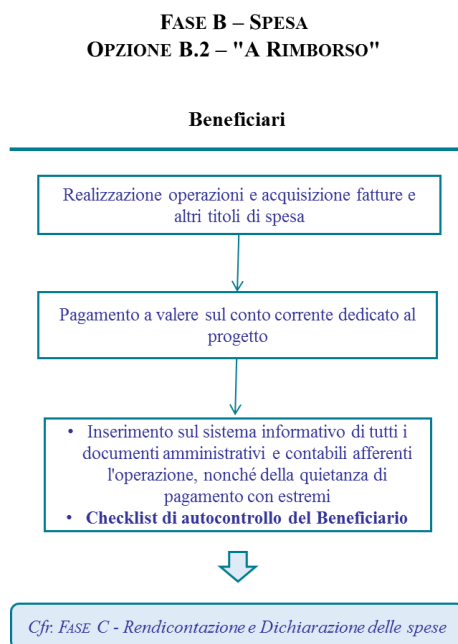 FASE B – SPESA
OPZIONE B.2 – "A RIMBORSO"
Beneficiari
Realizzazione operazioni e acquisizione fatture e
altri titoli di spesa
Pagamento a valere sul conto corrente dedicato al
progetto
• Inserimento sul sistema informativo di tutti i
documenti amministrativi e contabili afferenti
l'operazione, nonché della quietanza di
pagamento con estremi
• Checklist di autocontrollo del Beneficiario
Cfr. FASE C - Rendicontazione e Dichiarazione delle spese